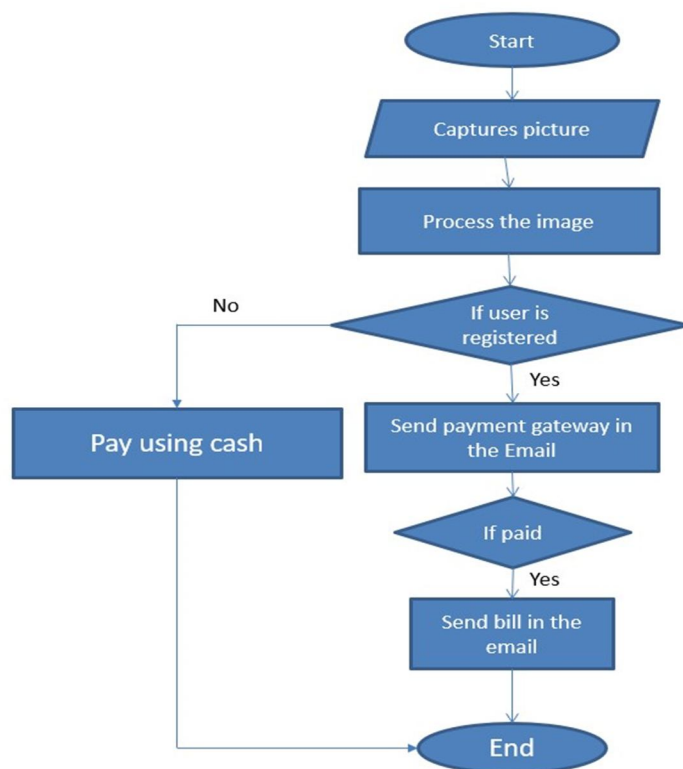 Start
Captures picture
Process the image
If user is
registered
No
Yes
Pay using cash
Send payment gateway in
the Email
If paid
Yes
Send bill in the
email
End